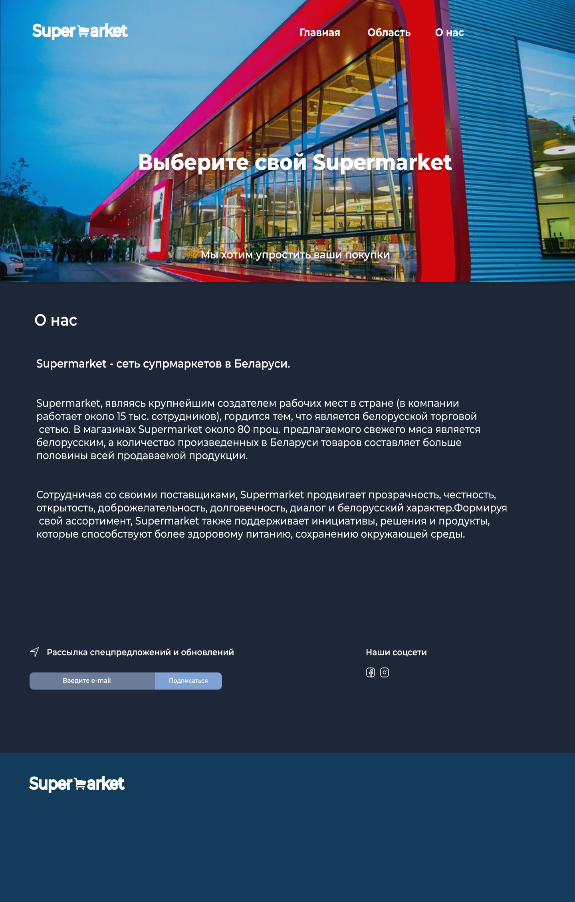 Supermarket
Главная Область О нас
Выберите свой Supermarket
Мы хотим упростить ваши покупки
О нас
Supermarket - сеть супрмаркетов в Беларуси.
Supermarket, являясь крупнейшим создателем рабочих мест в стране (в компании
работает около 15 тыс. сотрудников), гордится тем, что является белорусской торговой
сетью. В магазинах Supermarket около 80 проц. предлагаемого свежего мяса является
белорусским, а количество произведенных в Беларуси товаров составляет больше
половины всей продаваемой продукции.
Сотрудничая со своими поставщиками, Supermarket продвигает прозрачность, честность,
открытость, доброжелательность, долговечность, диалог и белорусский характер.Формируя
свой ассортимент, Supermarket также поддерживает инициативы, решения и продукты,
которые способствуют более здоровому питанию, сохранению окружающей среды.
Рассылка спецпредложений и обновлений
Наши соцсети
Введите e-mail
Подписаться
Supermarket